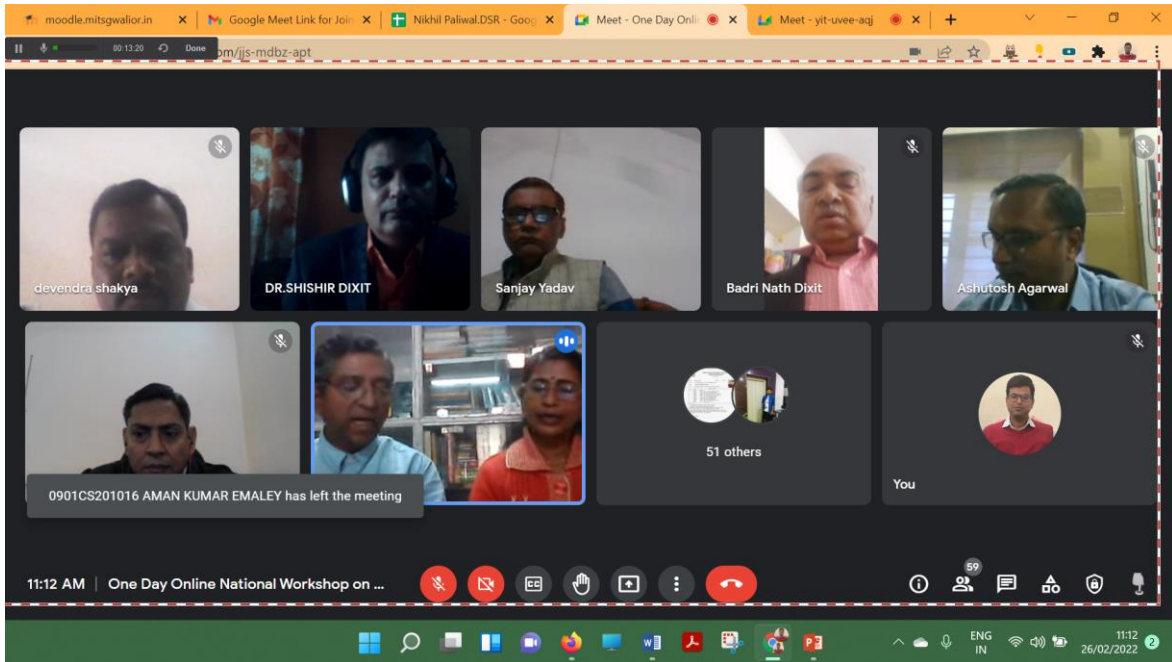 moodle.mitsgwalior.in
Google Meet Link for Join
Nikhil Paliwal.DSR - Goog
Meet - One Day Onli
Meet - yit-uvee-aqj
00:13:20
Done
om/jjs-mdbz-apt
devendra shakya
DR.SHISHIR DIXIT
Sanjay Yadav
Badri Nath Dixit
Ashutosh Agarwal
0901CS201016 AMAN KUMAR EMALEY has left the meeting
51 others
You
11:12 AM | One Day Online National Workshop on ...
CC
59
ENG
IN
11:12
26/02/2022
2